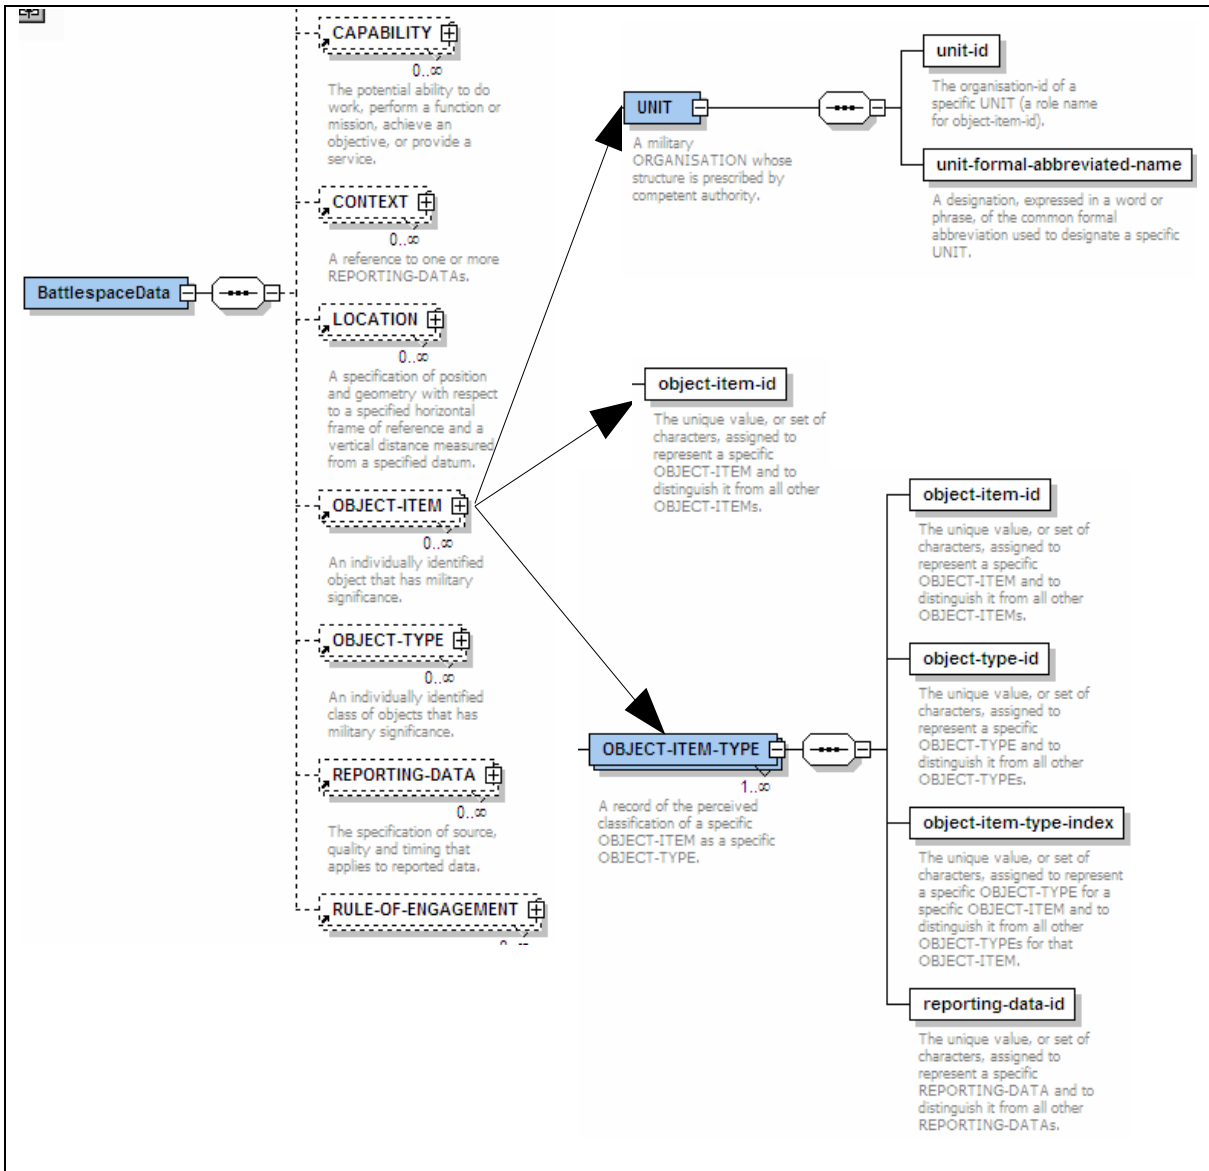 BattlespaceData
CAPABILITY
0..∞
The potential ability to do
work, perform a function or
mission, achieve an
objective, or provide a
service.
CONTEXT
0..∞
A reference to one or more
REPORTING-DATAs.
LOCATION
0..∞
A specification of position
and geometry with respect
to a specified horizontal
frame of reference and a
vertical distance measured
from a specified datum.
OBJECT-ITEM
0..∞
An individually identified
object that has military
significance.
OBJECT-TYPE
0..∞
An individually identified
class of objects that has
military significance.
REPORTING-DATA
0..∞
The specification of source,
quality and timing that
applies to reported data.
RULE-OF-ENGAGEMENT
UNIT
A military
ORGANISATION whose
structure is prescribed by
competent authority.
unit-id
The organisation-id of a
specific UNIT (a role name
for object-item-id).
unit-formal-abbreviated-name
A designation, expressed in a word or
phrase, of the common formal
abbreviation used to designate a specific
UNIT.
object-item-id
The unique value, or set of
characters, assigned to
represent a specific
OBJECT-ITEM and to
distinguish it from all other
OBJECT-ITEMs.
OBJECT-ITEM-TYPE
1..∞
A record of the perceived
classification of a specific
OBJECT-ITEM as a specific
OBJECT-TYPE.
object-item-id
The unique value, or set of
characters, assigned to
represent a specific
OBJECT-ITEM and to
distinguish it from all other
OBJECT-ITEMs.
object-type-id
The unique value, or set of
characters, assigned to
represent a specific
OBJECT-TYPE and to
distinguish it from all other
OBJECT-TYPEs.
object-item-type-index
The unique value, or set of
characters, assigned to represent
a specific OBJECT-TYPE for a
specific OBJECT-ITEM and to
distinguish it from all other
OBJECT-TYPEs for that
OBJECT-ITEM.
reporting-data-id
The unique value, or set of
characters, assigned to
represent a specific
REPORTING-DATA and to
distinguish it from all other
REPORTING-DATAs.